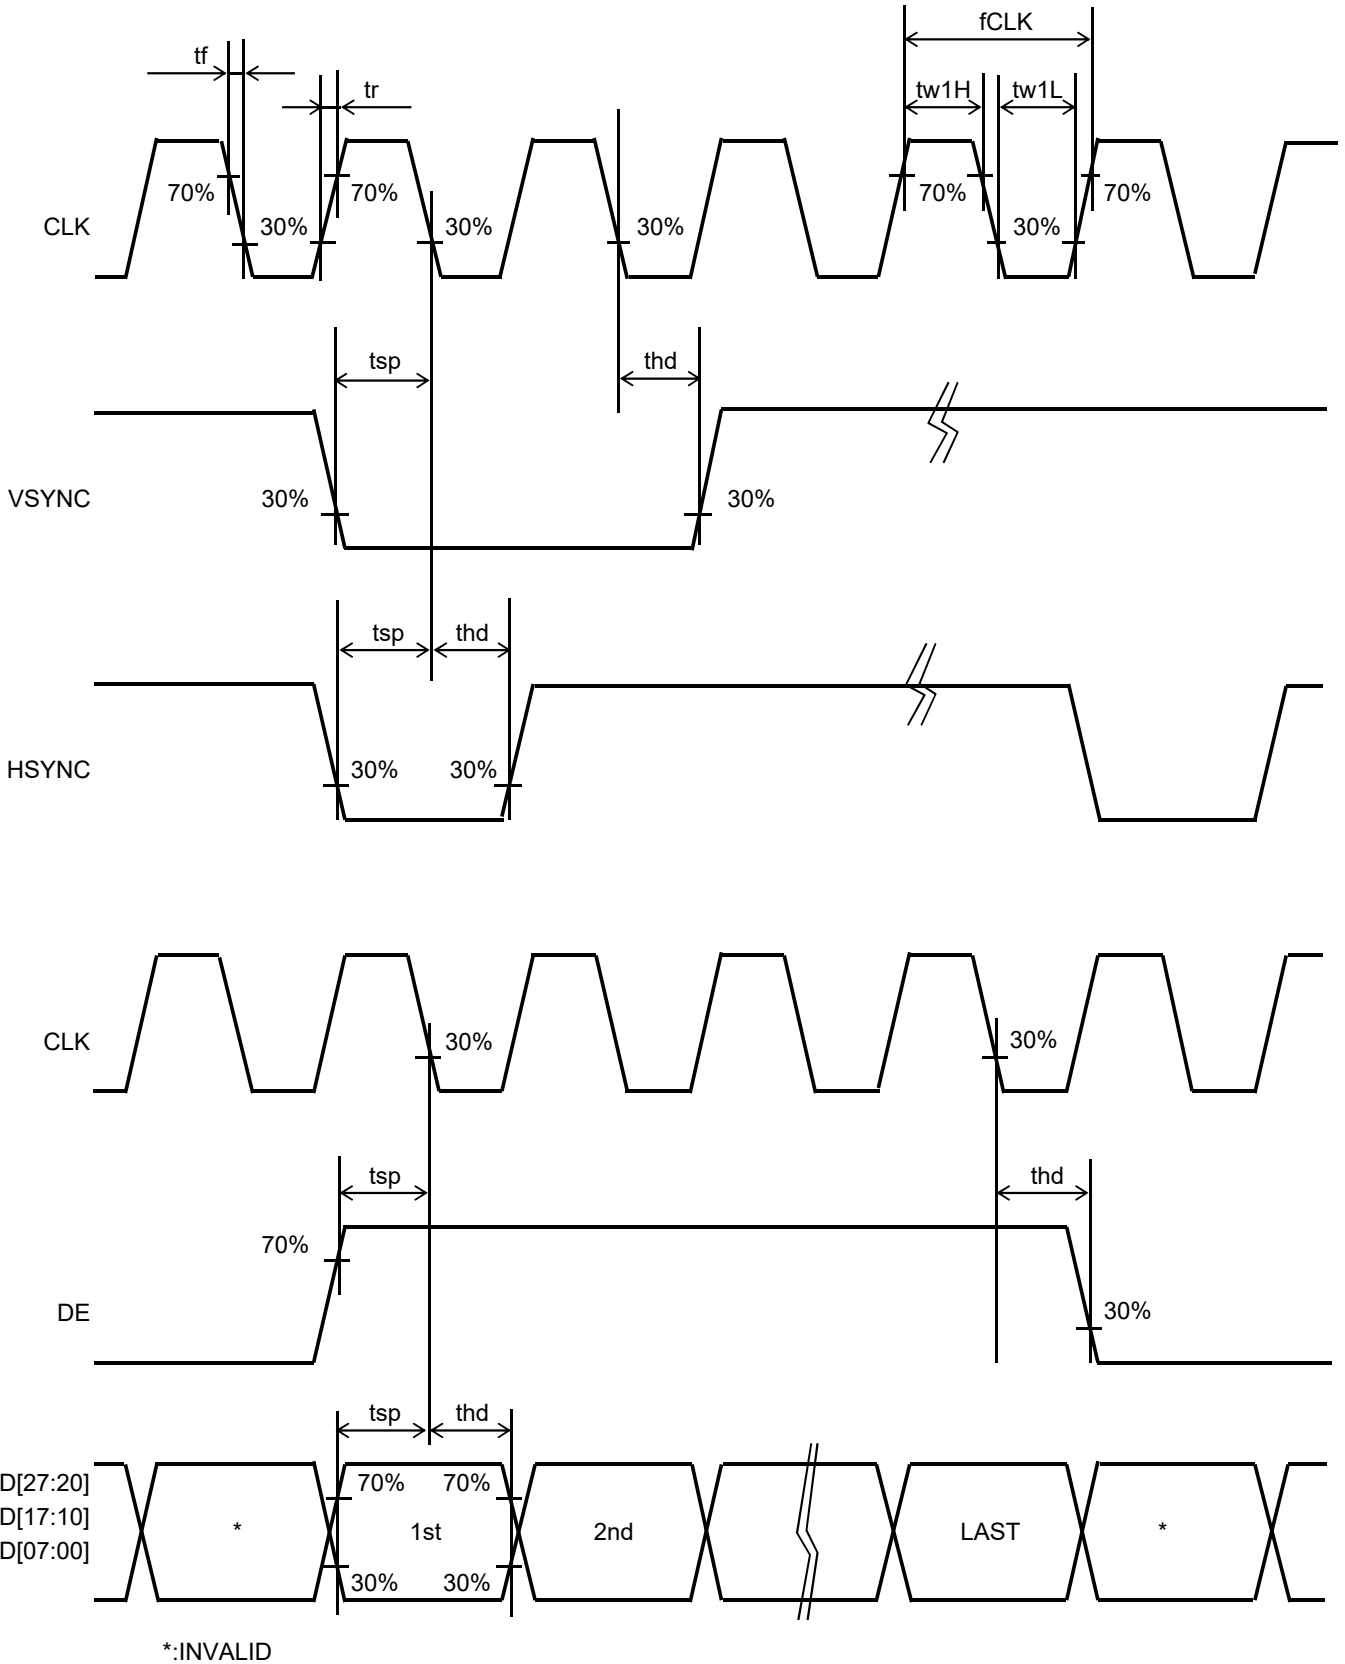 fCLK
tf
tr
tw1H
tw1L
70%
70%
70%
70%
CLK
30%
30%
30%
30%
tsp
thd
VSYNC
30%
30%
tsp
thd
HSYNC
30%
30%
CLK
30%
30%
tsp
thd
70%
DE
30%
tsp
thd
D[27:20]
70%
70%
D[17:10]
*
1st
2nd
LAST
*
D[07:00]
30%
30%
*:INVALID